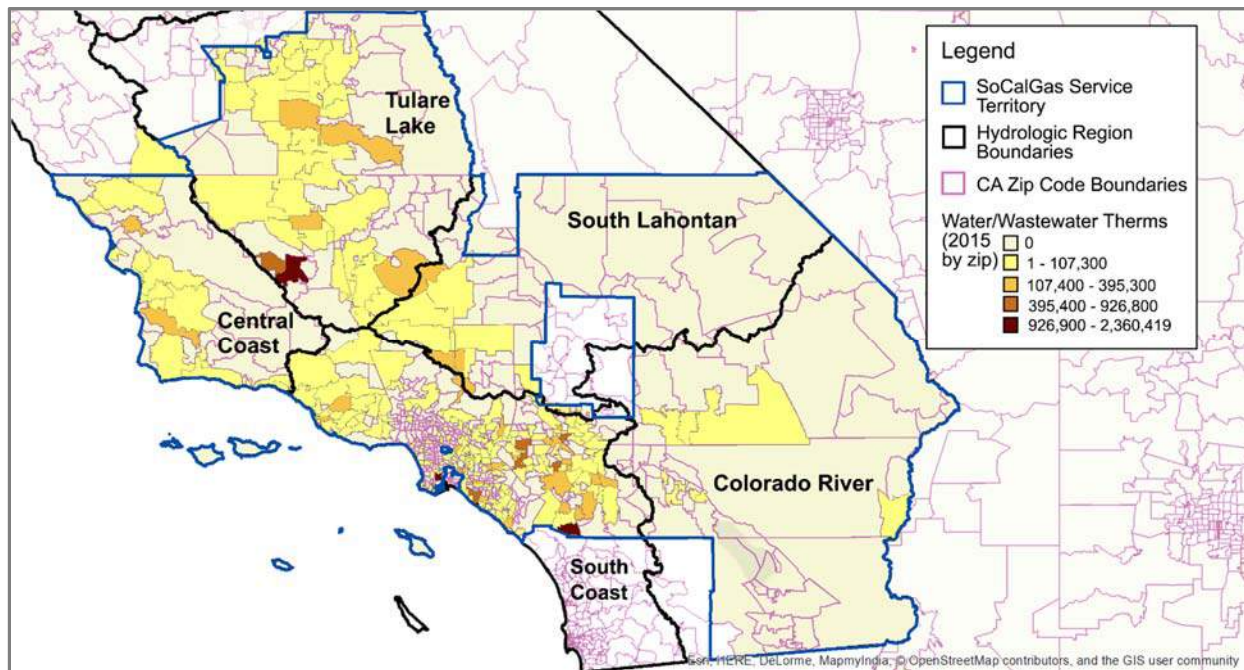 Legend
SoCalGas Service
Territory
Hydrologic Region
Boundaries
CA Zip Code Boundaries
Water/Wastewater Therms
(2015
by zip)
0
1 - 107,300
107,400 - 395,300
395,400 - 926,800
926,900 - 2,360,419
Tulare
Lake
South Lahontan
Central
Coast
Colorado River
South
Coast
Esri, HERE, DeLorme, MapmyIndia, © OpenStreetMap contributors, and the GIS user community